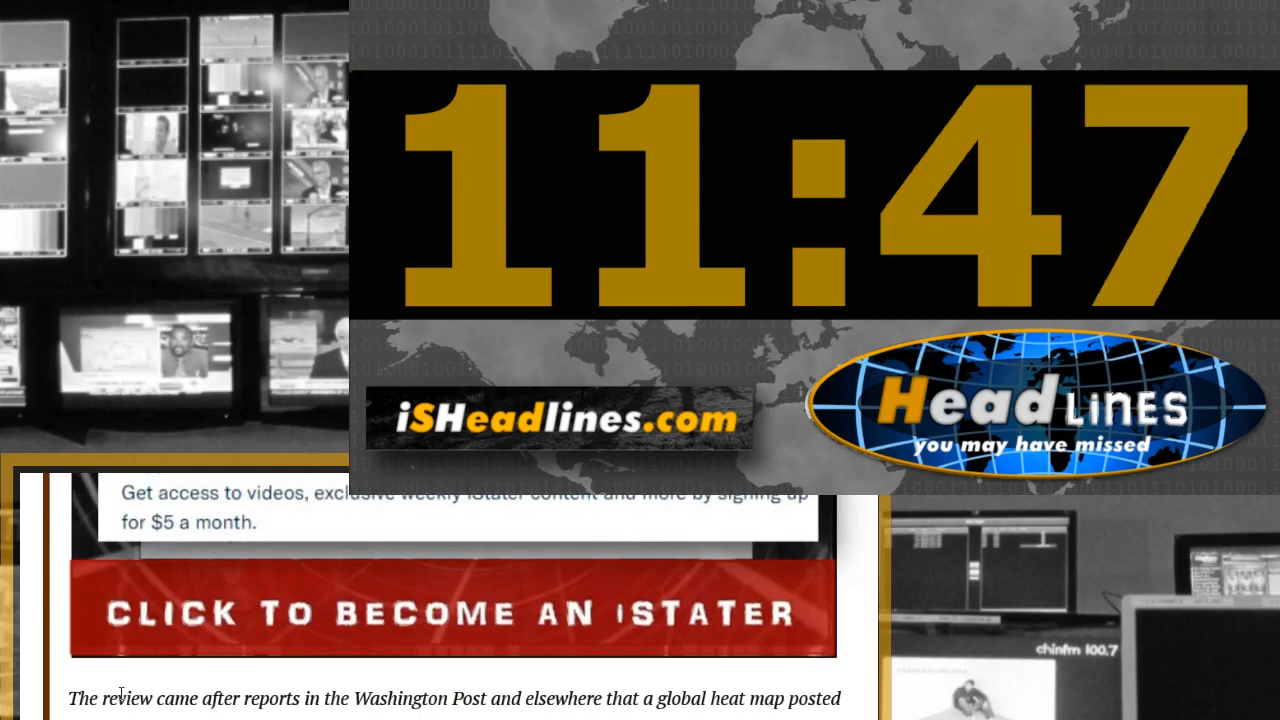 11:47
iSHeadlines.com
HeadLiNES
you may have missed
Get access to videos, exclusive weekly iStater content and more by signing up
for $5 a month.
CLICK TO BECOME AN iSTATER
chinfm 100.7
The review came after reports in the Washington Post and elsewhere that a global heat map posted